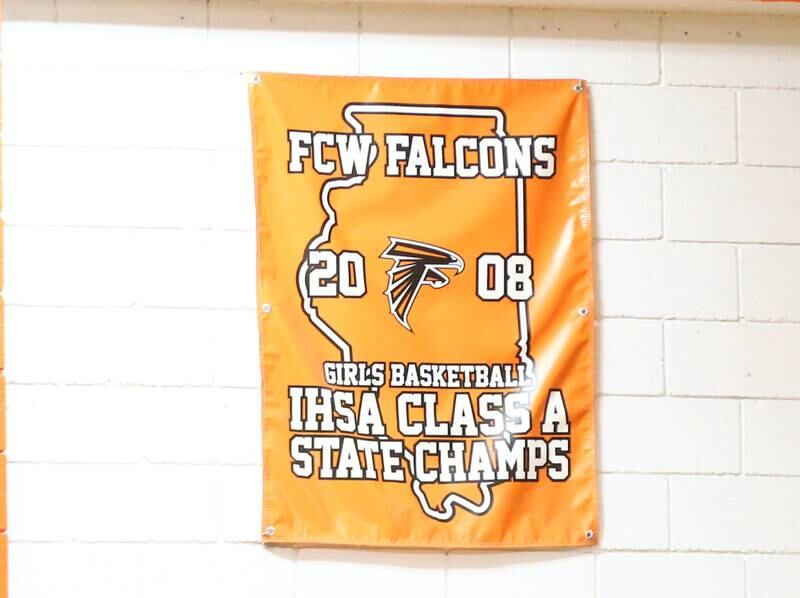 FCW FALCONS
20 08
GIRLS BASKETBALL
IHSA CLASS A
STATE CHAMPS